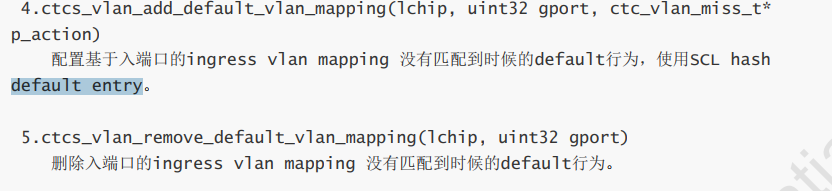 4.ctcs_vlan_add_default_vlan_mapping(lchip, uint32 gport, ctc_vlan_miss_t*
p_action)
配置基于入端口的ingress vlan mapping 没有匹配到时候的default行为，使用SCL hash
default entry。
5.ctcs_vlan_remove_default_vlan_mapping(lchip, uint32 gport)
删除入端口的ingress vlan mapping 没有匹配到时候的default行为。